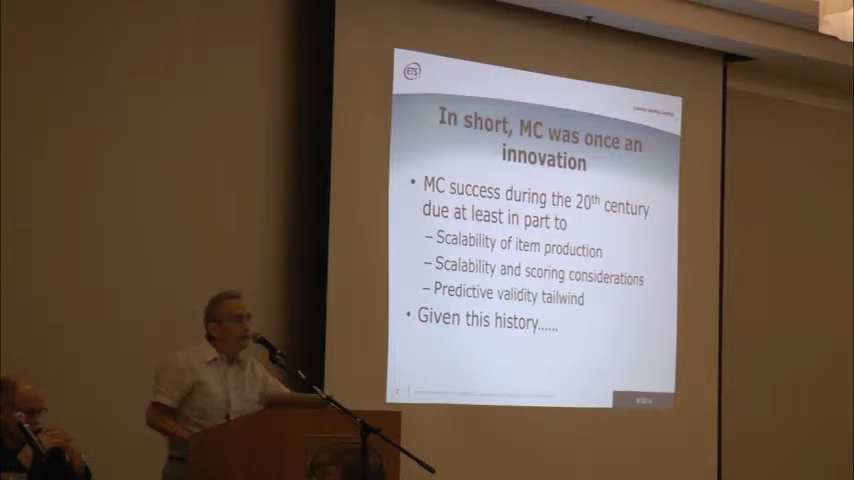 ETS
In short, MC was once an
innovation
• MC success during the 20th century
due at least in part to
– Scalability of item production
– Scalability and scoring considerations
– Predictive validity tailwind
• Given this history......